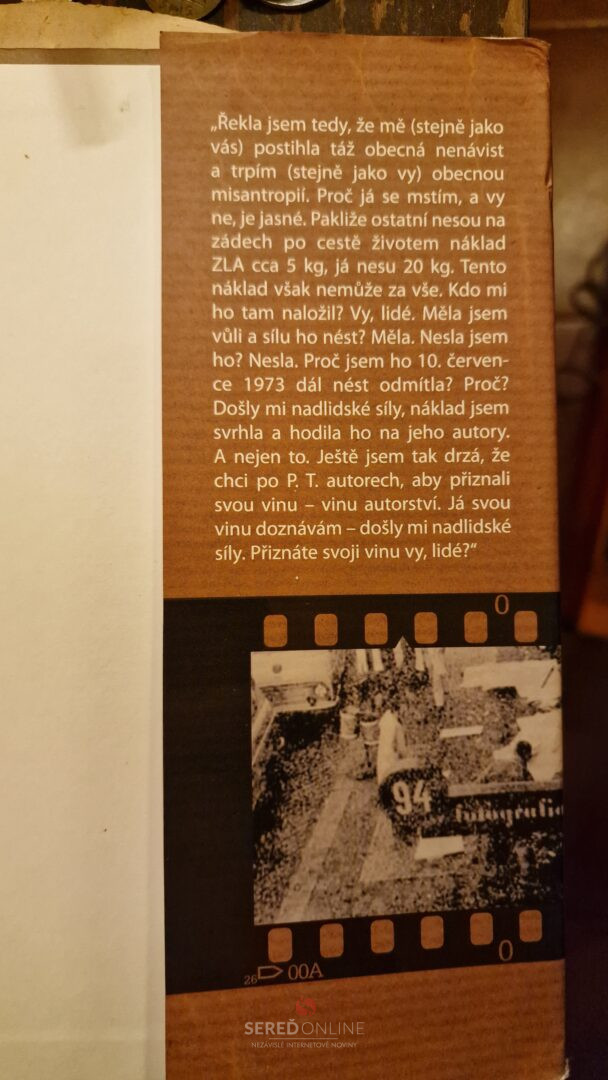 „Řekla jsem tedy, že mě (stejně jako
vás) postihla táž obecná nenávist
a trpím (stejně jako vy) obecnou
misantropií. Proč já se mstím, a vy
ne, je jasné. Pakliže ostatní nesou na
zádech po cestě životem náklad
ZLA cca 5 kg, já nesu 20 kg. Tento
náklad však nemůže za vše. Kdo mi
ho tam naložil? Vy, lidé. Měla jsem
vůli a sílu ho nést? Měla. Nesla jsem
ho? Nesla. Proč jsem ho 10. červen-
ce 1973 dál nést odmítla? Proč?
Došly mi nadlidské síly, náklad jsem
svrhla a hodila ho na jeho autory.
A nejen to. Ještě jsem tak drzá, že
chci po P. T. autorech, aby přiznali
svou vinu – vinu autorství. Já svou
vinu doznávám – došly mi nadlidské
síly. Přiznáte svoji vinu vy, lidé?“
0
94
fotografie
0
26 00A
SEREĎONLINE
NEZÁVISLÉ INTERNETOVÉ NOVINY